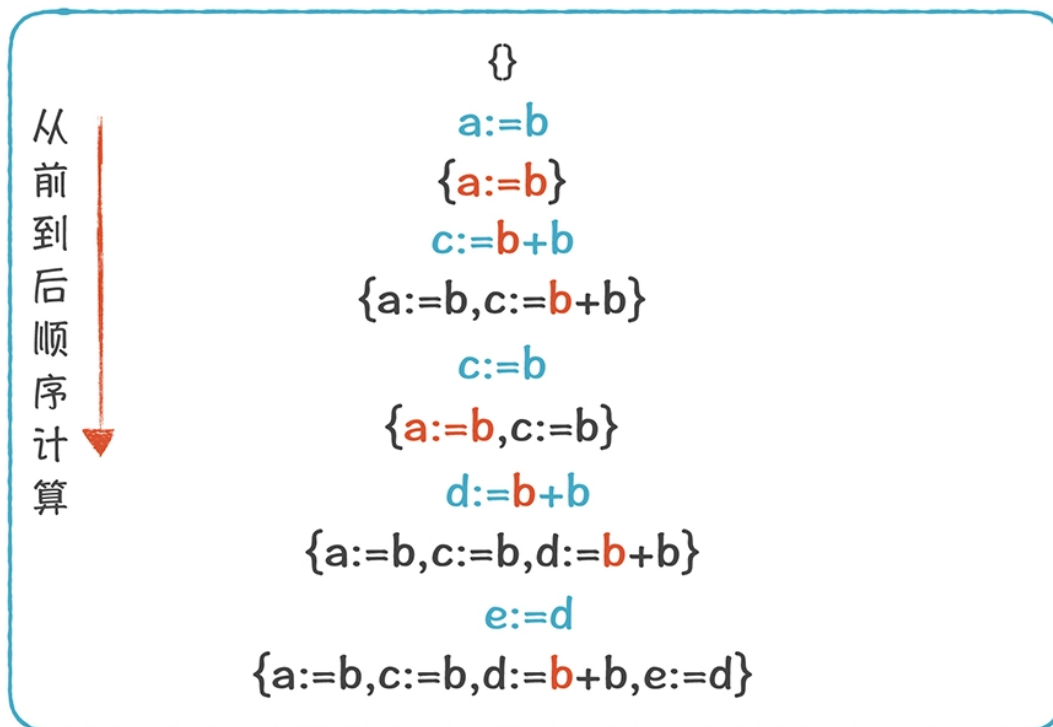 从前到后顺序计算
{}
a:=b
{a:=b}
c:=b+b
{a:=b,c:=b+b}
c:=b
{a:=b,c:=b}
d:=b+b
{a:=b,c:=b,d:=b+b}
e:=d
{a:=b,c:=b,d:=b+b,e:=d}